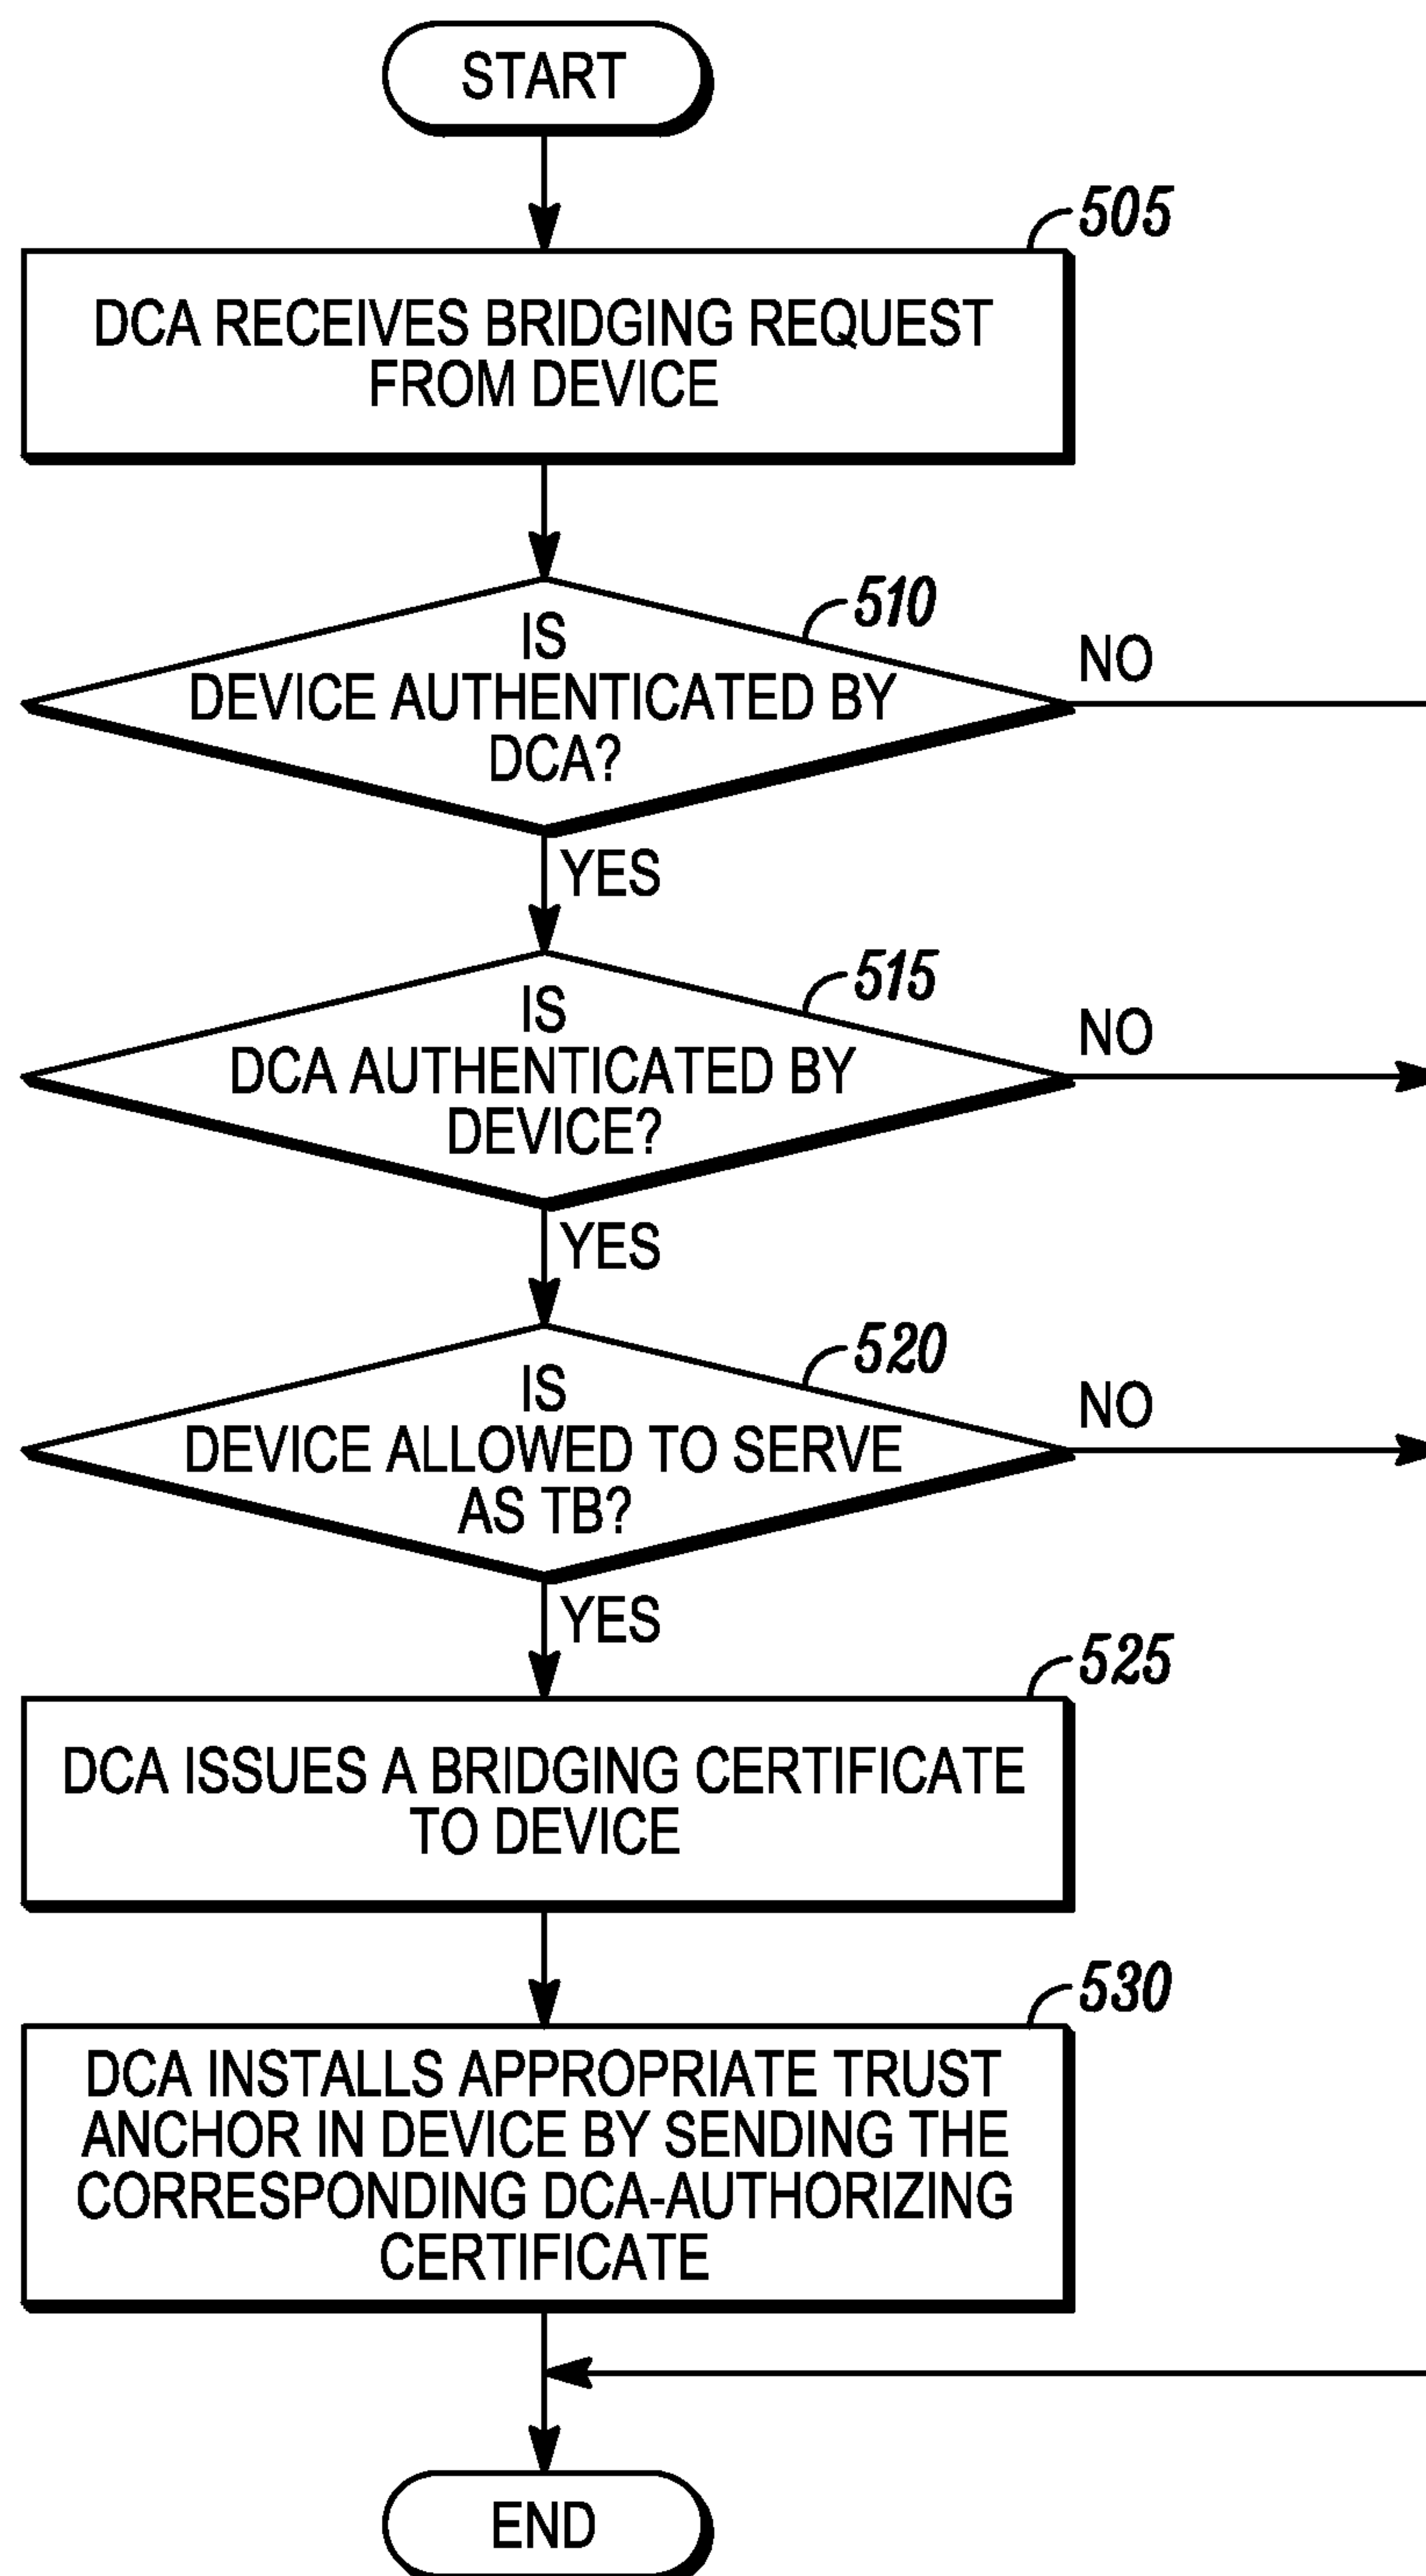 START
505
DCA RECEIVES BRIDGING REQUEST
FROM DEVICE
510
IS
DEVICE AUTHENTICATED BY
DCA?
NO
YES
515
IS
DCA AUTHENTICATED BY
DEVICE?
NO
YES
520
IS
DEVICE ALLOWED TO SERVE
AS TB?
NO
YES
525
DCA ISSUES A BRIDGING CERTIFICATE
TO DEVICE
530
DCA INSTALLS APPROPRIATE TRUST
ANCHOR IN DEVICE BY SENDING THE
CORRESPONDING DCA-AUTHORIZING
CERTIFICATE
END